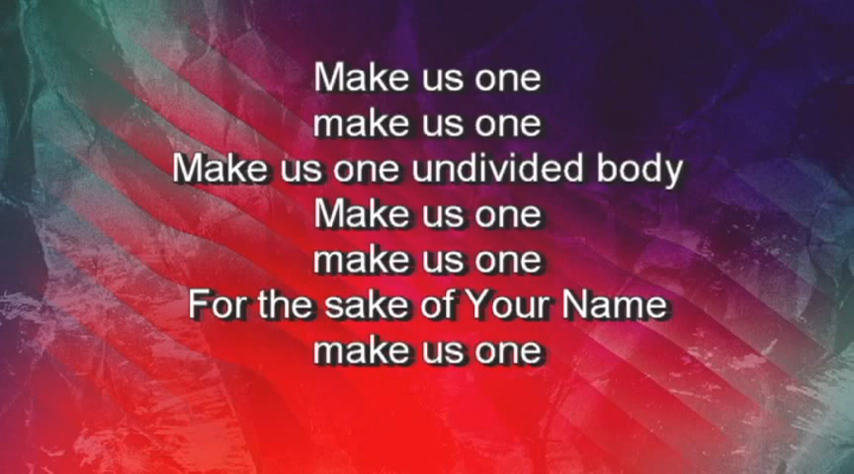 Make us one
make us one
Make us one undivided body
Make us one
make us one
For the sake of Your Name
make us one